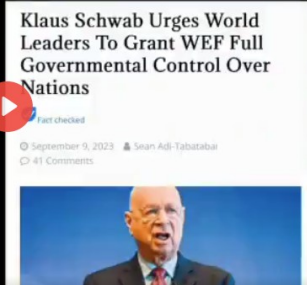 Klaus Schwab Urges World
Leaders To Grant WEF Full
Governmental Control Over
Nations
Fact checked
September 9, 2023 Sean Adl-Tabatabai
41 Comments